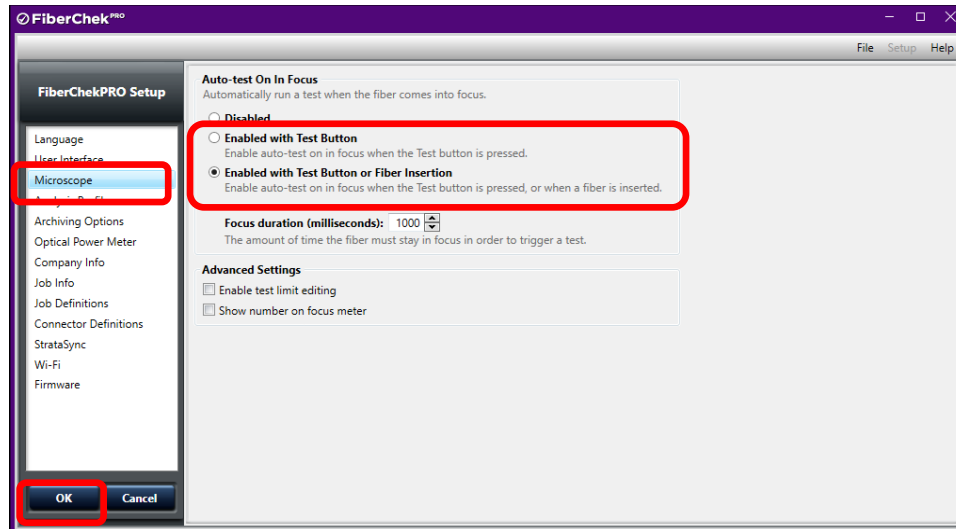 FiberChek PRO
File Setup Help
FiberChekPRO Setup
Language
User Interface
Microscope
Archiving Options
Optical Power Meter
Company Info
Job Info
Job Definitions
Connector Definitions
StrataSync
Wi-Fi
Firmware
OK Cancel
Auto-test On In Focus
Automatically run a test when the fiber comes into focus.
Disabled
Enabled with Test Button
Enable auto-test on in focus when the Test button is pressed.
Enabled with Test Button or Fiber Insertion
Enable auto-test on in focus when the Test button is pressed, or when a fiber is inserted.
Focus duration (milliseconds): 1000
The amount of time the fiber must stay in focus in order to trigger a test.
Advanced Settings
Enable test limit editing
Show number on focus meter